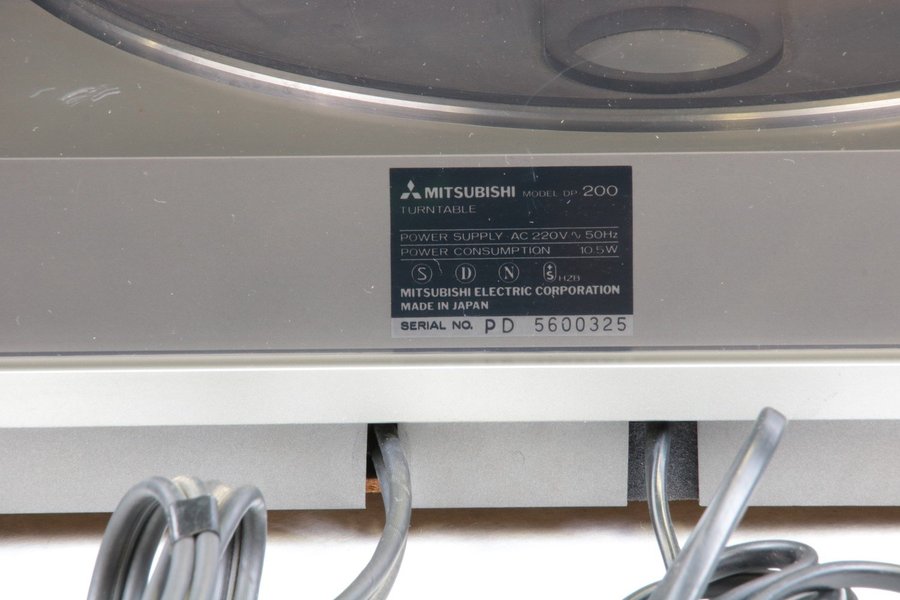 MITSUBISHI MODEL DP 200
TURNTABLE
POWER SUPPLY AC 220V ∿ 50Hz
POWER CONSUMPTION 10.5W
S D N +S HZB
MITSUBISHI ELECTRIC CORPORATION
MADE IN JAPAN
SERIAL NO. PD 5600325